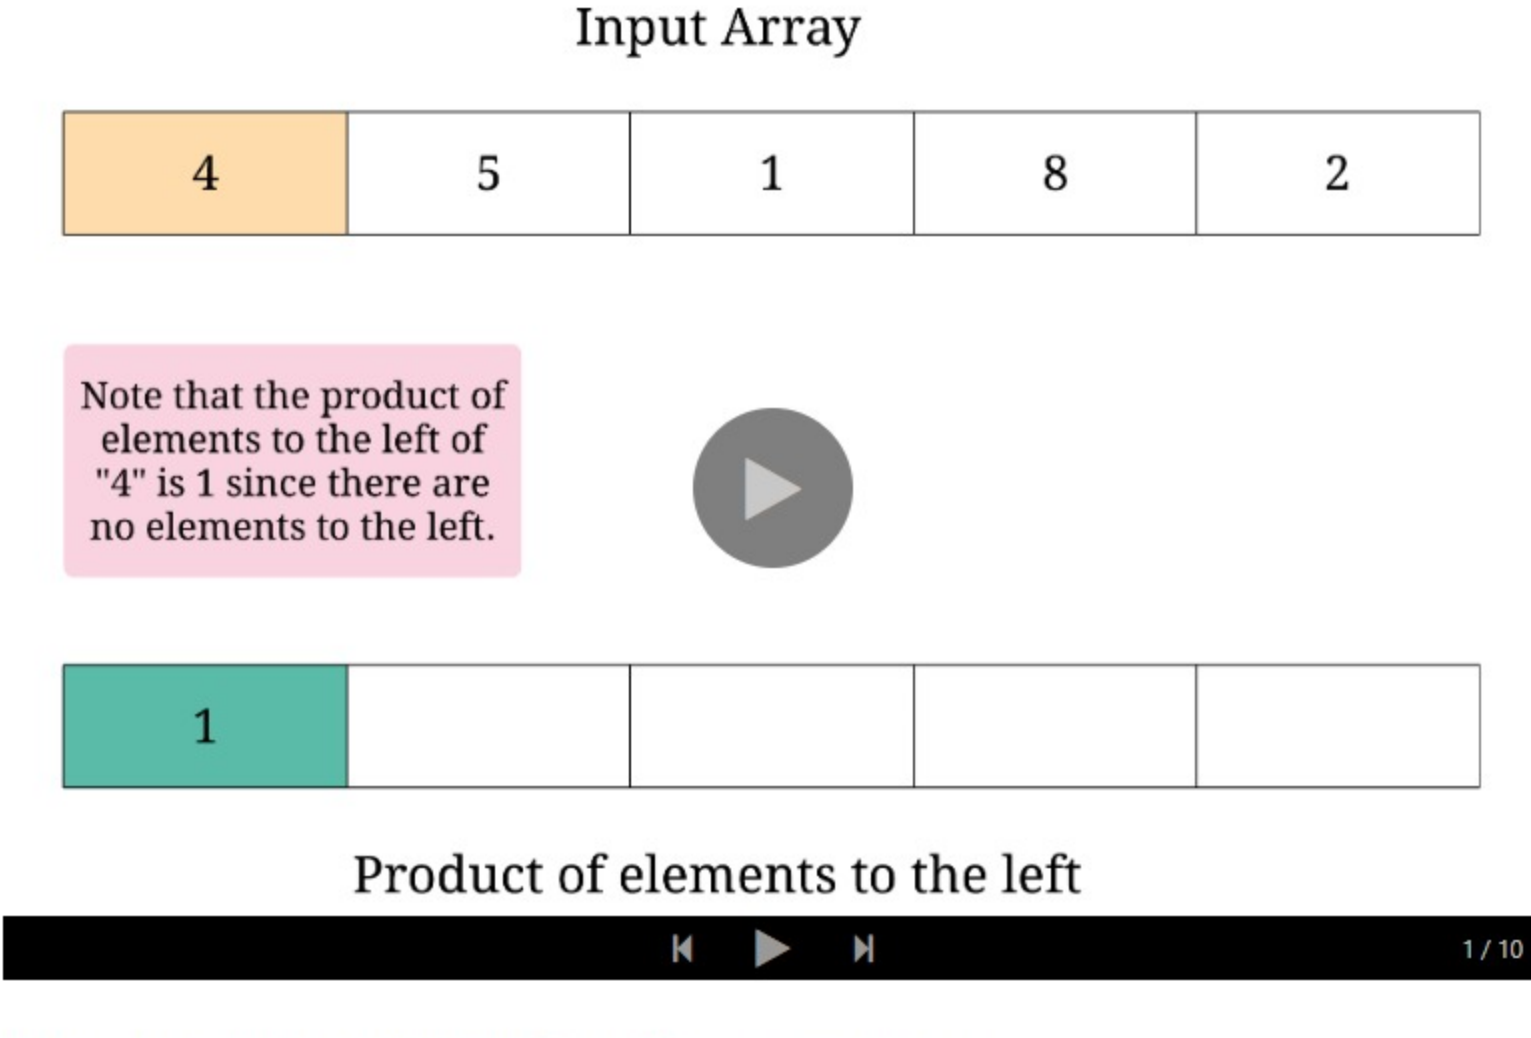 Input Array
4 5 1 8 2
Note that the product of
elements to the left of
"4" is 1 since there are
no elements to the left.
1
Product of elements to the left
1 / 10